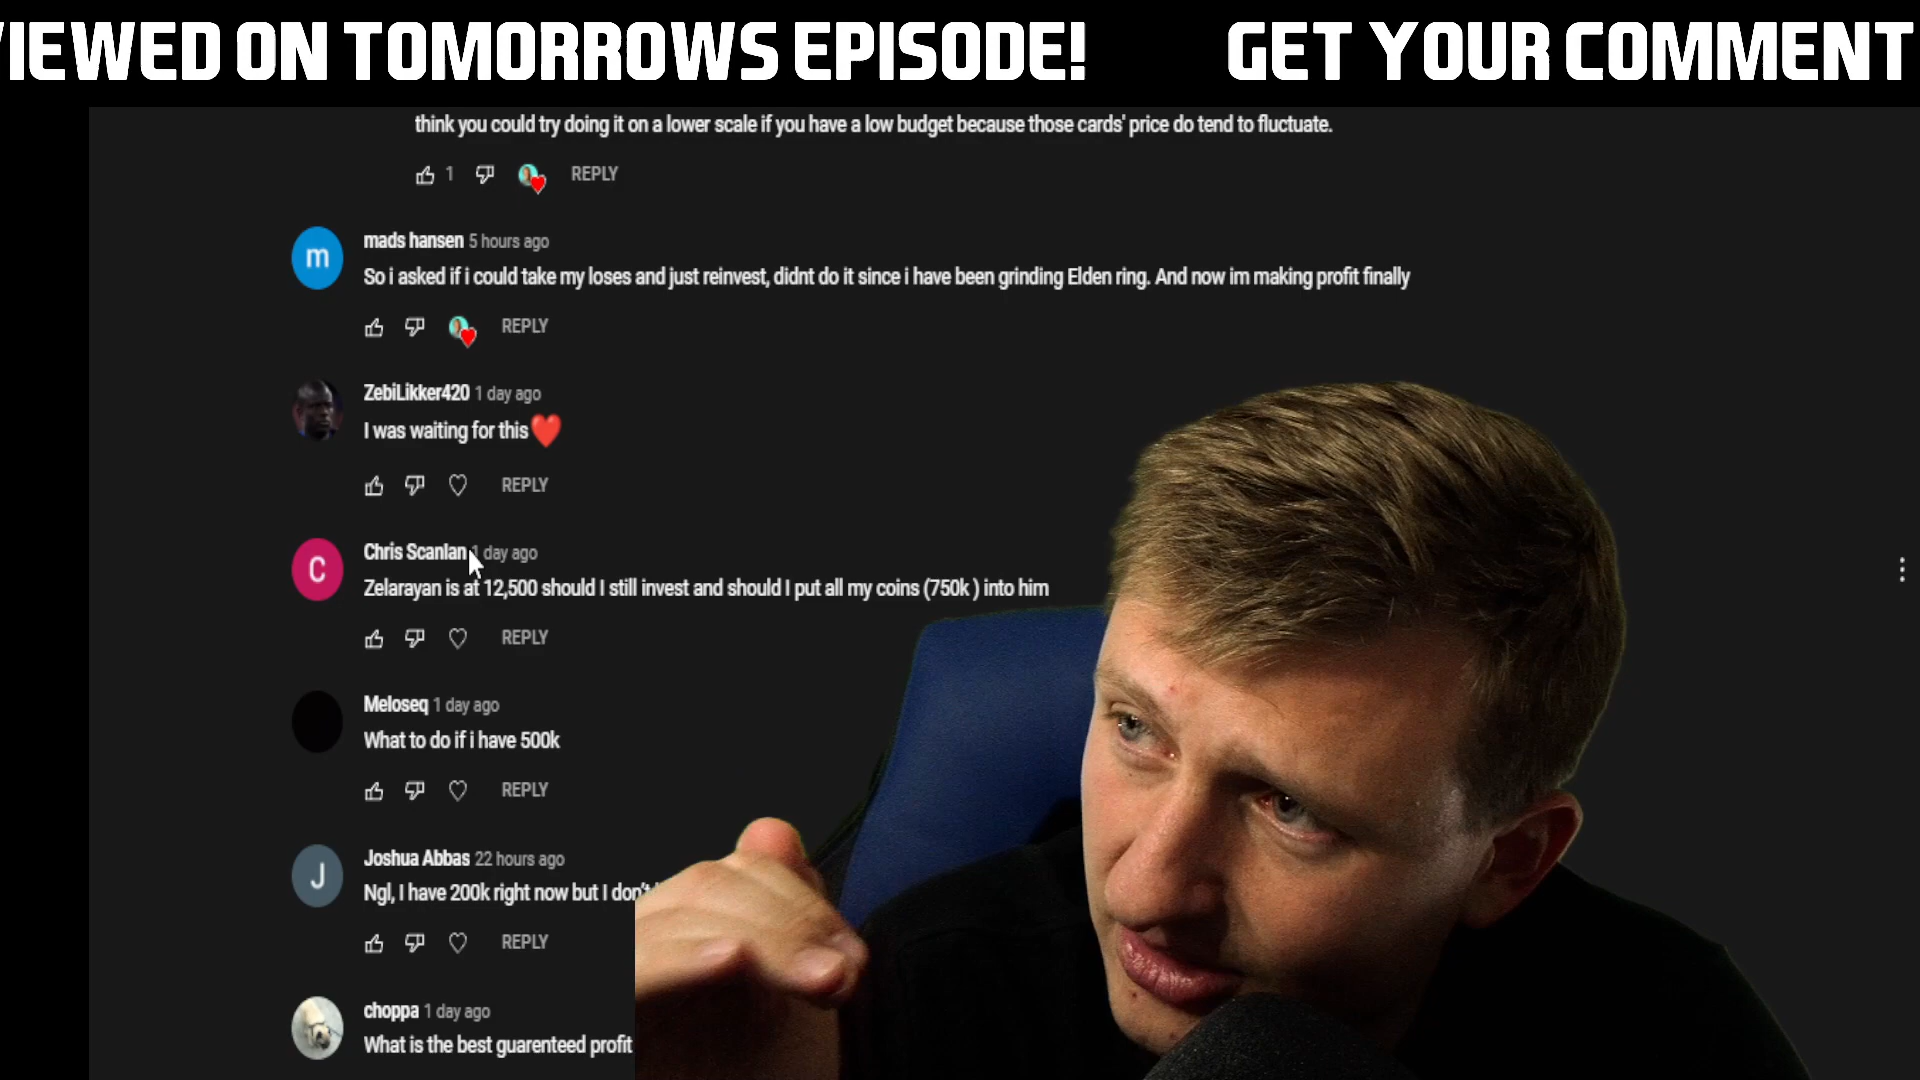 VIEWED ON TOMORROWS EPISODE! GET YOUR COMMENT
think you could try doing it on a lower scale if you have a low budget because those cards' price do tend to fluctuate.
1 REPLY
m
mads hansen 5 hours ago
So i asked if i could take my loses and just reinvest, didnt do it since i have been grinding Elden ring. And now im making profit finally
REPLY
ZebiLikker420 1 day ago
I was waiting for this❤️
REPLY
C
Chris Scanlan 1 day ago
Zelarayan is at 12,500 should I still invest and should I put all my coins (750k ) into him
REPLY
Meloseq 1 day ago
What to do if i have 500k
REPLY
J
Joshua Abbas 22 hours ago
Ngl, I have 200k right now but I don't
REPLY
choppa 1 day ago
What is the best guarenteed profit